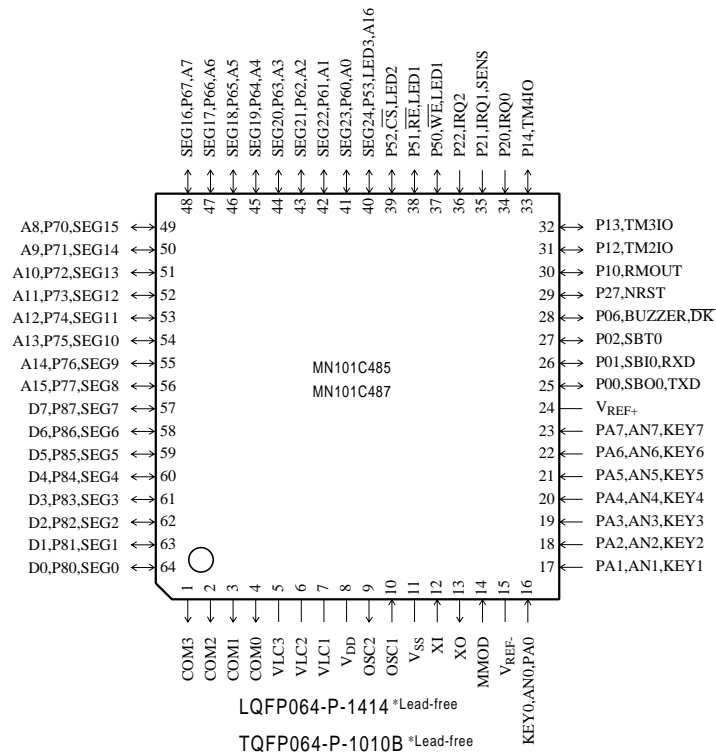 SEG16,P67,A7
SEG17,P66,A6
SEG18,P65,A5
SEG19,P64,A4
SEG20,P63,A3
SEG21,P62,A2
SEG22,P61,A1
SEG23,P60,A0
SEG24,P53,LED3,A16
P52,C̅S̅,LED2
P51,R̅E̅,LED1
P50,W̅E̅,LED1
P22,IRQ2
P21,IRQ1,SENS
P20,IRQ0
P14,TM4IO
48 47 46 45 44 43 42 41 40 39 38 37 36 35 34 33
A8,P70,SEG15 49
A9,P71,SEG14 50
A10,P72,SEG13 51
A11,P73,SEG12 52
A12,P74,SEG11 53
A13,P75,SEG10 54
A14,P76,SEG9 55
A15,P77,SEG8 56
D7,P87,SEG7 57
D6,P86,SEG6 58
D5,P85,SEG5 59
D4,P84,SEG4 60
D3,P83,SEG3 61
D2,P82,SEG2 62
D1,P81,SEG1 63
D0,P80,SEG0 64
MN101C485
MN101C487
32 P13,TM3IO
31 P12,TM2IO
30 P10,RMOUT
29 P27,NRST
28 P06,BUZZER,D̅K̅
27 P02,SBT0
26 P01,SBI0,RXD
25 P00,SBO0,TXD
24 VREF+
23 PA7,AN7,KEY7
22 PA6,AN6,KEY6
21 PA5,AN5,KEY5
20 PA4,AN4,KEY4
19 PA3,AN3,KEY3
18 PA2,AN2,KEY2
17 PA1,AN1,KEY1
1 2 3 4 5 6 7 8 9 10 11 12 13 14 15 16
COM3
COM2
COM1
COM0
VLC3
VLC2
VLC1
VDD
OSC2
OSC1
VSS
XI
XO
MMOD
VREF-
KEY0,AN0,PA0
LQFP064-P-1414 *Lead-free
TQFP064-P-1010B *Lead-free